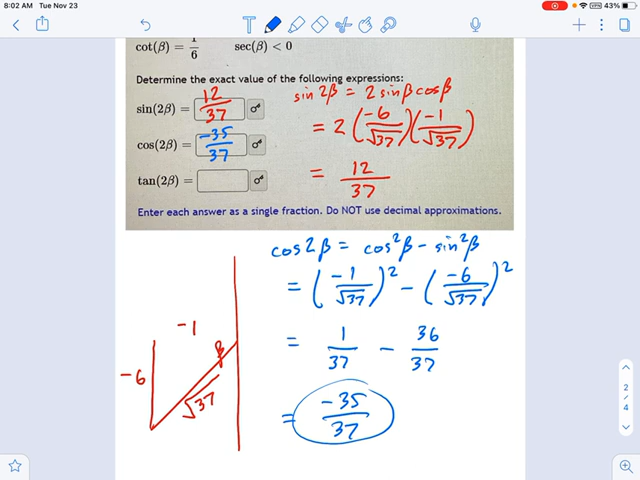 8:02 AM Tue Nov 23
43%
cot(β) = 1/6 sec(β) < 0
Determine the exact value of the following expressions:
sin(2β) = 12/37
cos(2β) = -35/37
tan(2β) =
sin 2β = 2 sinβ cosβ
= 2 (-6/√37)(-1/√37)
= 12/37
Enter each answer as a single fraction. Do NOT use decimal approximations.
cos 2β = cos²β - sin²β
= (-1/√37)² - (-6/√37)²
= 1/37 - 36/37
= -35/37
-1
β
-6
√37
2/4